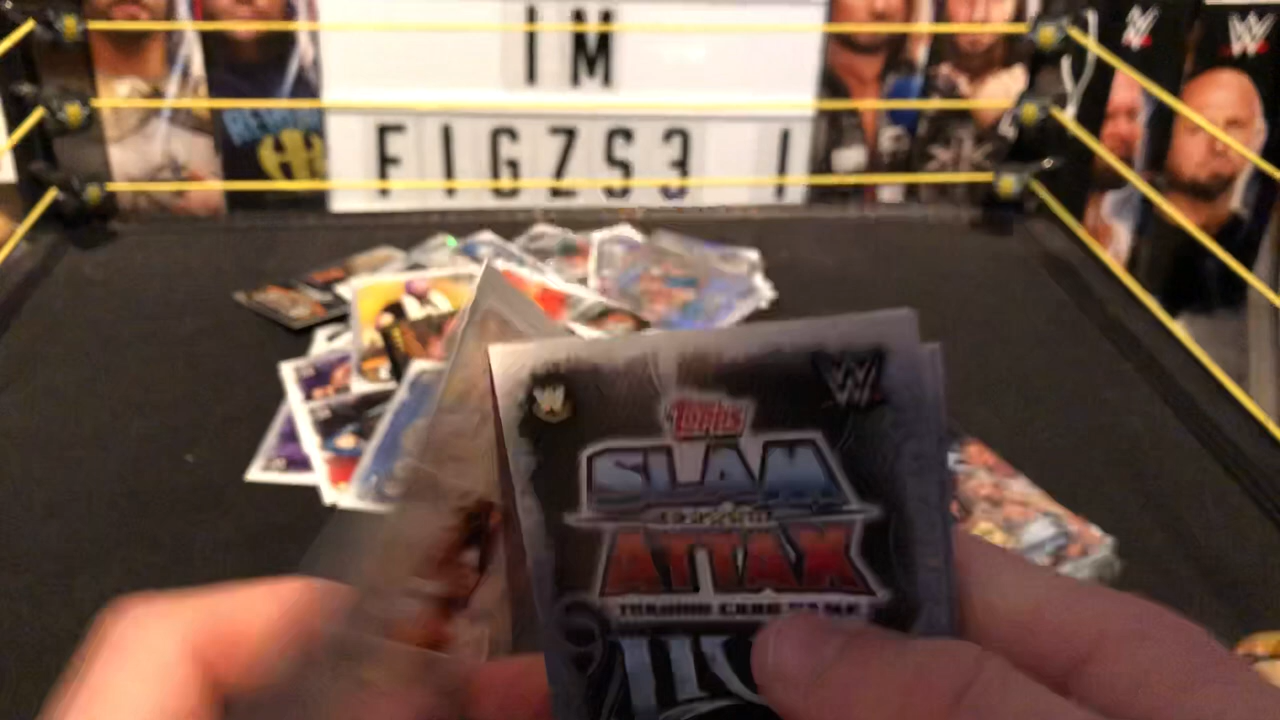 IM
FIGZS3 I
W
W
W
Topps
SLAM
ATTAX
TRADING CARD GAME